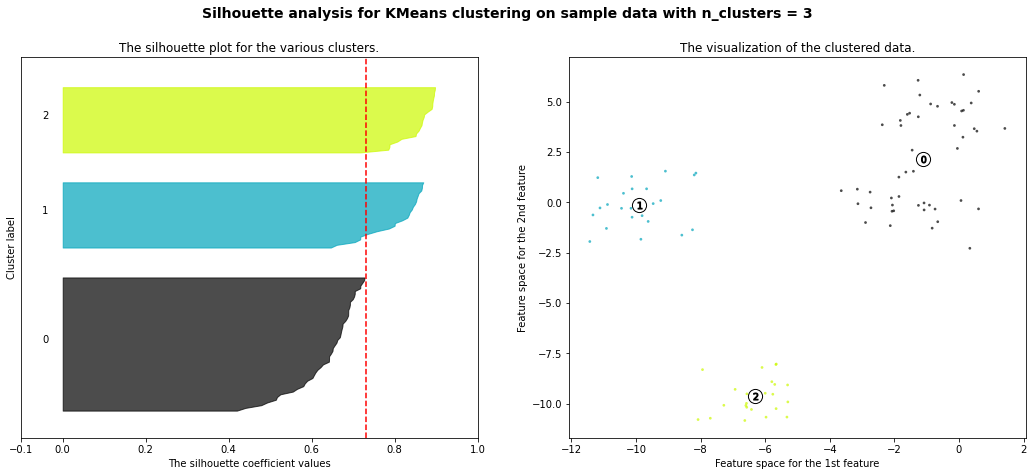 Silhouette analysis for KMeans clustering on sample data with n_clusters = 3
The silhouette plot for the various clusters.
2
1
0
Cluster label
−0.1 0.0 0.2 0.4 0.6 0.8 1.0
The silhouette coefficient values
The visualization of the clustered data.
5.0
2.5
0.0
−2.5
−5.0
−7.5
−10.0
Feature space for the 2nd feature
0
1
2
−12 −10 −8 −6 −4 −2 0 2
Feature space for the 1st feature